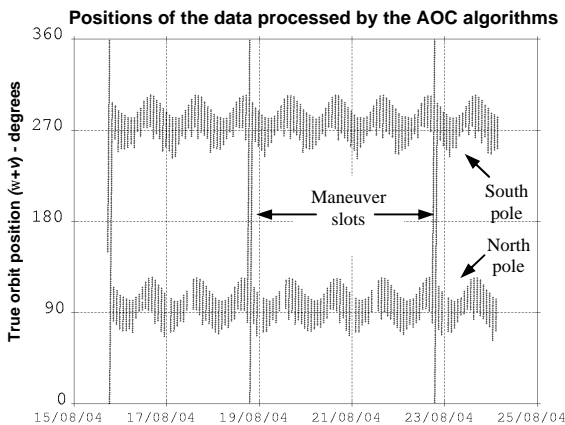 Positions of the data processed by the AOC algorithms
True orbit position (w+v) - degrees
360
270
180
90
0
Maneuver
slots
South
pole
North
pole
15/08/04 17/08/04 19/08/04 21/08/04 23/08/04 25/08/04